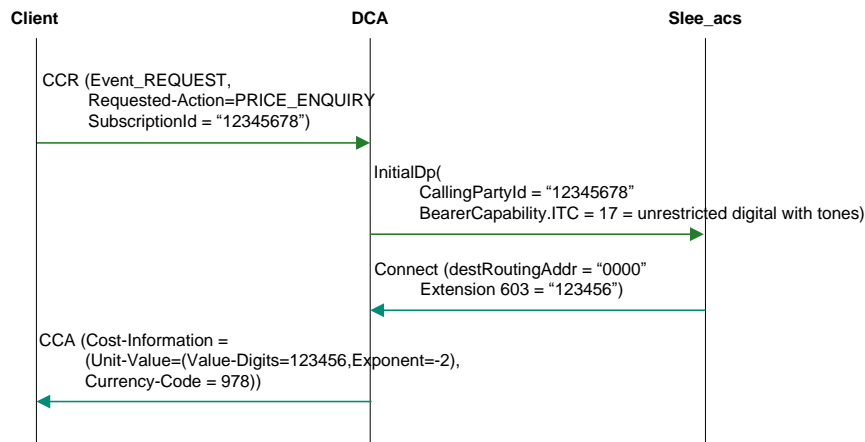 Client
DCA
Slee_acs
CCR (Event_REQUEST,
Requested-Action=PRICE_ENQUIRY
SubscriptionId = “12345678”)
InitialDp(
CallingPartyId = “12345678”
BearerCapability.ITC = 17 = unrestricted digital with tones)
Connect (destRoutingAddr = “0000”
Extension 603 = “123456”)
CCA (Cost-Information =
(Unit-Value=(Value-Digits=123456,Exponent=-2),
Currency-Code = 978))